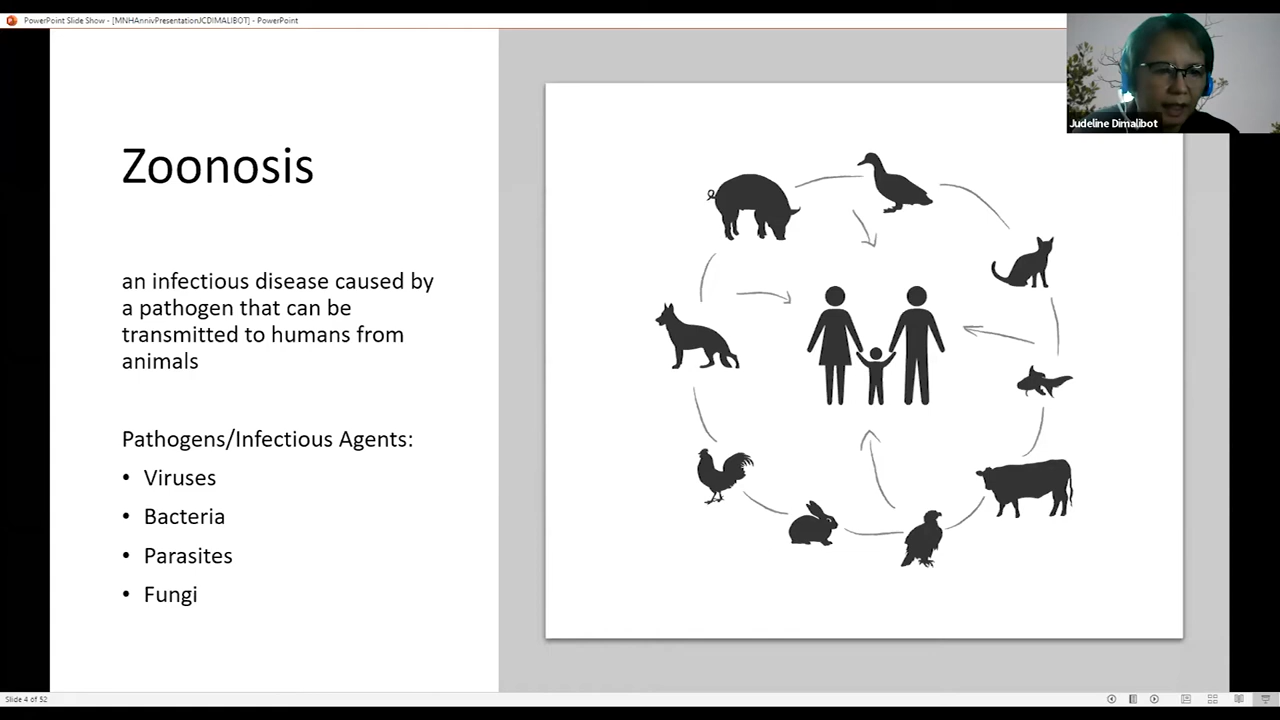 PowerPoint Slide Show - [MNHAnnivPresentationJCDIMALIBOT] - PowerPoint
Judeline Dimalibot
Zoonosis
an infectious disease caused by
a pathogen that can be
transmitted to humans from
animals
Pathogens/Infectious Agents:
• Viruses
• Bacteria
• Parasites
• Fungi
Slide 4 of 52